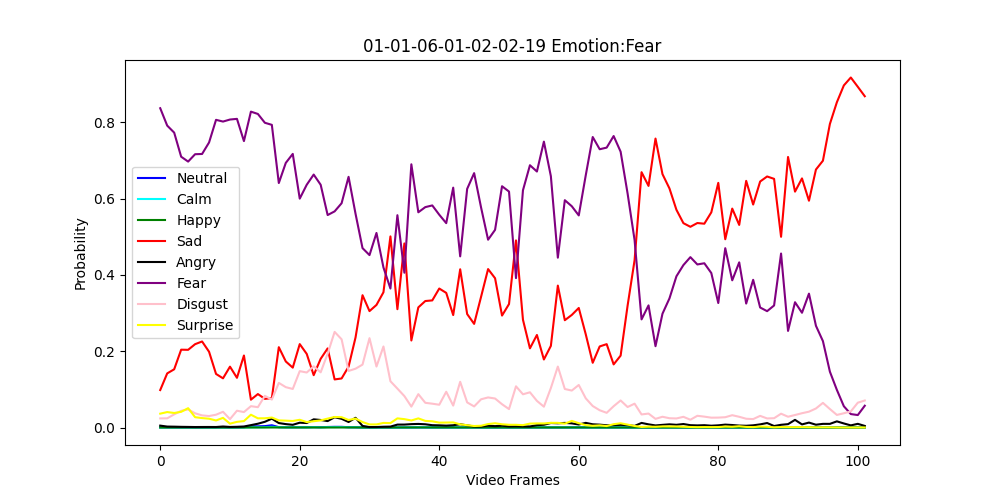 01-01-06-01-02-02-19 Emotion:Fear
Probability
0.8
0.6
0.4
0.2
0.0
Neutral
Calm
Happy
Sad
Angry
Fear
Disgust
Surprise
0 20 40 60 80 100
Video Frames